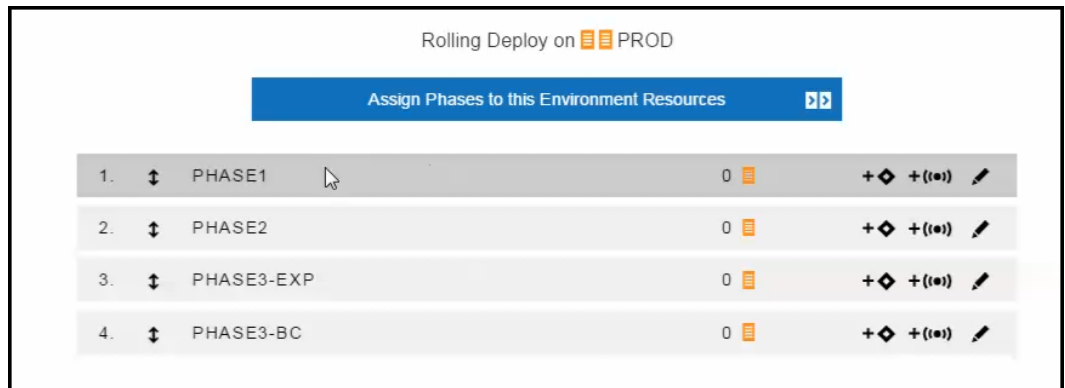 Rolling Deploy on PROD
Assign Phases to this Environment Resources
1. PHASE1 0
2. PHASE2 0
3. PHASE3-EXP 0
4. PHASE3-BC 0